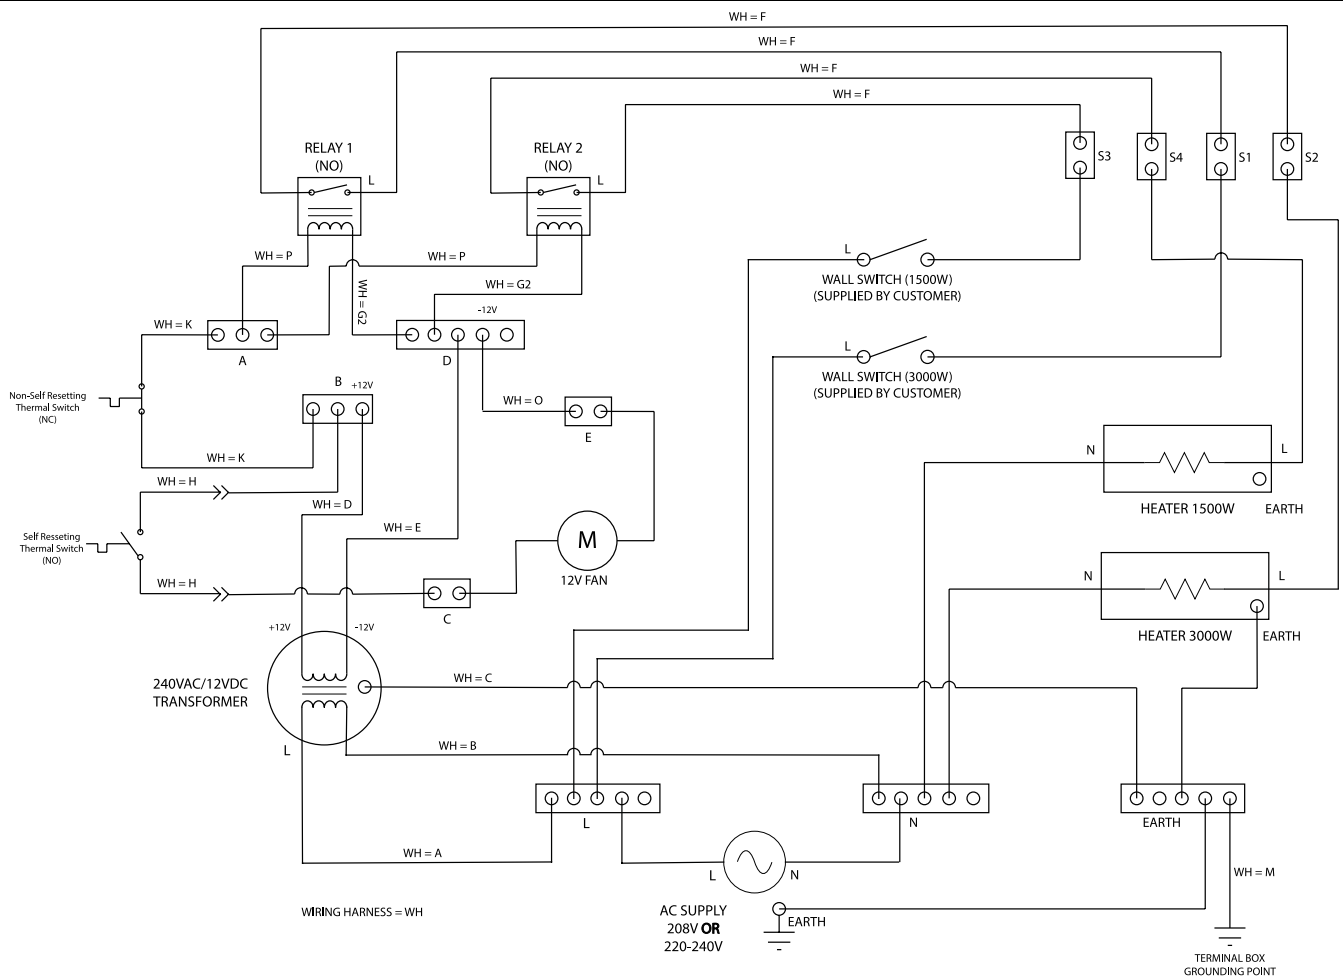 WH = F
WH = F
WH = F
WH = F
RELAY 1
(NO)
L
RELAY 2
(NO)
L
S3
S4
S1
S2
WH = P
WH = P
WH = G2
WH = G2
L
WALL SWITCH (1500W)
(SUPPLIED BY CUSTOMER)
-12V
WH = K
A
D
L
WALL SWITCH (3000W)
(SUPPLIED BY CUSTOMER)
Non-Self Resetting
Thermal Switch
(NC)
B
+12V
WH = O
E
WH = K
WH = H
WH = D
WH = E
N
L
HEATER 1500W
EARTH
Self Resseting
Thermal Switch
(NO)
M
12V FAN
WH = H
C
N
L
HEATER 3000W
EARTH
+12V
-12V
240VAC/12VDC
TRANSFORMER
WH = C
L
WH = B
L
N
EARTH
WH = A
L
N
WH = M
WIRING HARNESS = WH
AC SUPPLY
208V OR
220-240V
EARTH
TERMINAL BOX
GROUNDING POINT